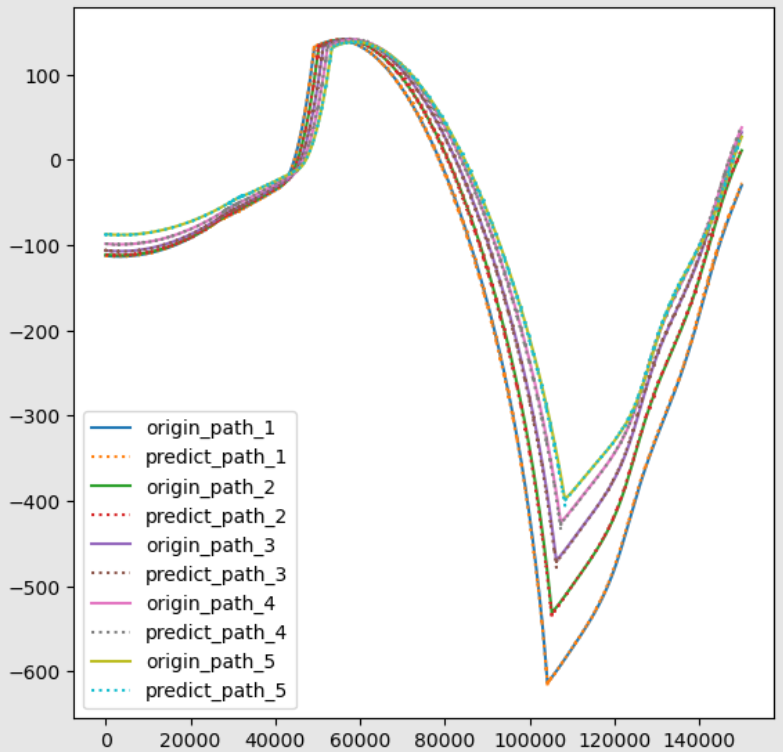 100
0
−100
−200
−300
−400
−500
−600
origin_path_1
predict_path_1
origin_path_2
predict_path_2
origin_path_3
predict_path_3
origin_path_4
predict_path_4
origin_path_5
predict_path_5
0 20000 40000 60000 80000 100000 120000 140000